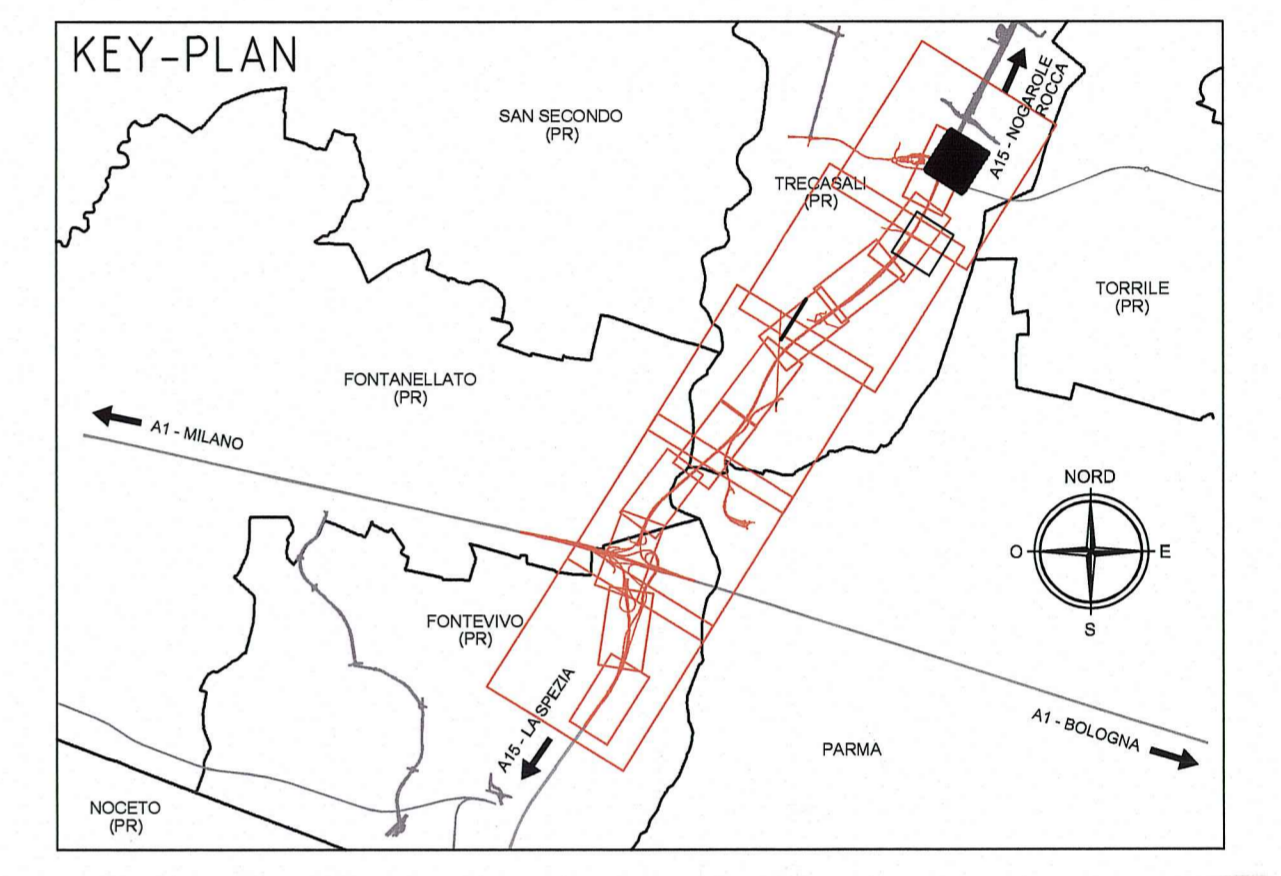 KEY-PLAN
SAN SECONDO
(PR)
A15 - NOGAROLE
ROCCA
TRECASALI
(PR)
TORRILE
(PR)
FONTANELLATO
(PR)
A1 - MILANO
NORD
O
E
S
FONTEVIVO
(PR)
A15 - LA SPEZIA
A1 - BOLOGNA
PARMA
NOCETO
(PR)